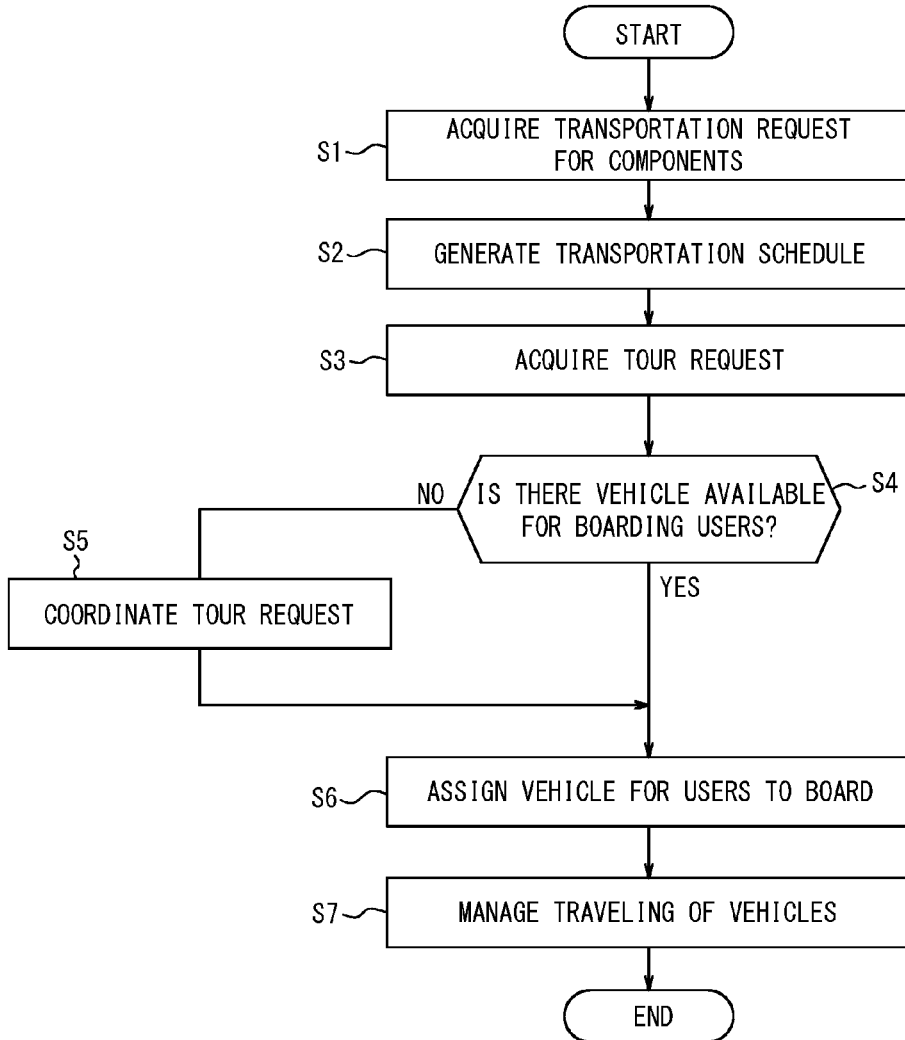 START
S1
ACQUIRE TRANSPORTATION REQUEST
FOR COMPONENTS
S2
GENERATE TRANSPORTATION SCHEDULE
S3
ACQUIRE TOUR REQUEST
S4
IS THERE VEHICLE AVAILABLE
FOR BOARDING USERS?
NO
YES
S5
COORDINATE TOUR REQUEST
S6
ASSIGN VEHICLE FOR USERS TO BOARD
S7
MANAGE TRAVELING OF VEHICLES
END